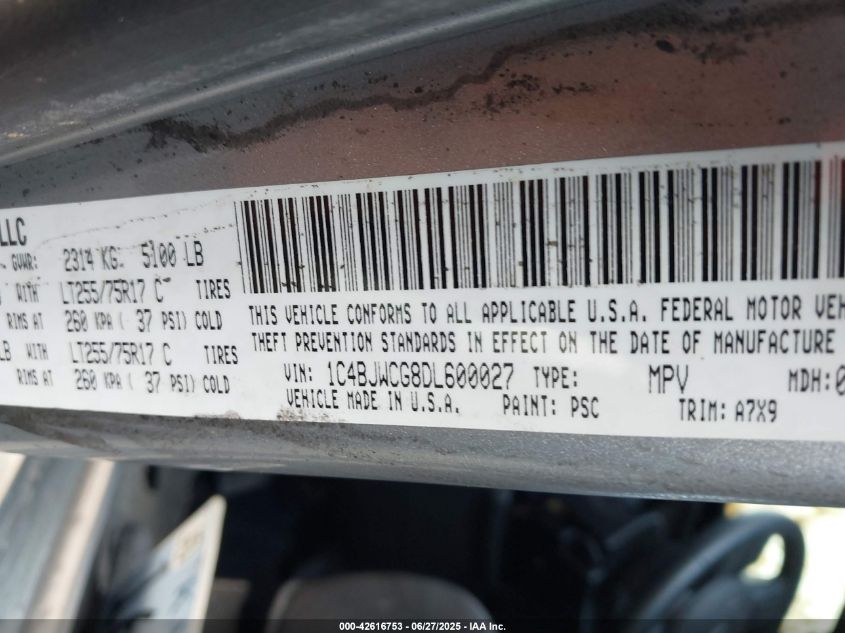 LLC
GVWR: 2314 KG. 5100 LB
WITH LT255/75R17 C TIRES
RIMS AT 260 KPA ( 37 PSI) COLD
LB WITH LT255/75R17 C TIRES
RIMS AT 260 KPA ( 37 PSI) COLD
THIS VEHICLE CONFORMS TO ALL APPLICABLE U.S.A. FEDERAL MOTOR VEH
THEFT PREVENTION STANDARDS IN EFFECT ON THE DATE OF MANUFACTURE
VIN: 1C4BJWCG8DL600027 TYPE: MPV MDH:0
VEHICLE MADE IN U.S.A. PAINT: PSC TRIM: A7X9
000-42616753 — 06/27/2025 — IAA Inc.